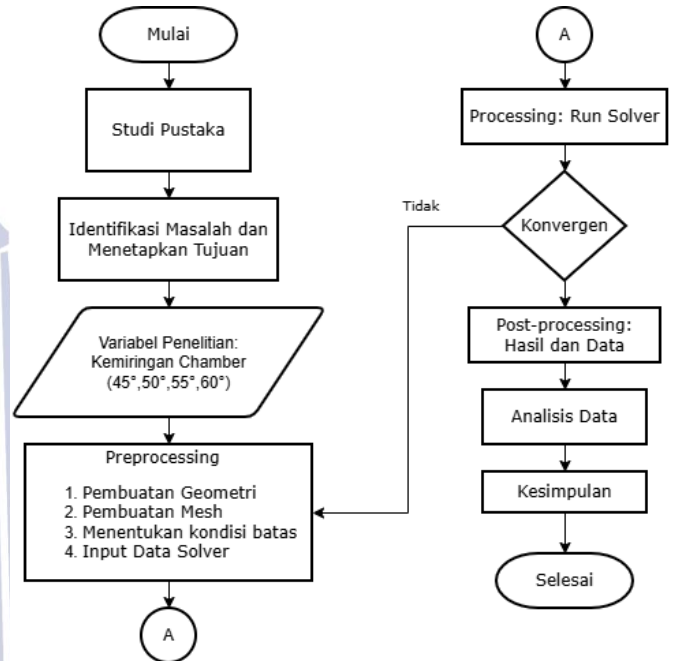 Mulai
Studi Pustaka
Identifikasi Masalah dan
Menetapkan Tujuan
Variabel Penelitian:
Kemiringan Chamber
(45°,50°,55°,60°)
Preprocessing
1. Pembuatan Geometri
2. Pembuatan Mesh
3. Menentukan kondisi batas
4. Input Data Solver
A
A
Processing: Run Solver
Tidak
Konvergen
Post-processing:
Hasil dan Data
Analisis Data
Kesimpulan
Selesai